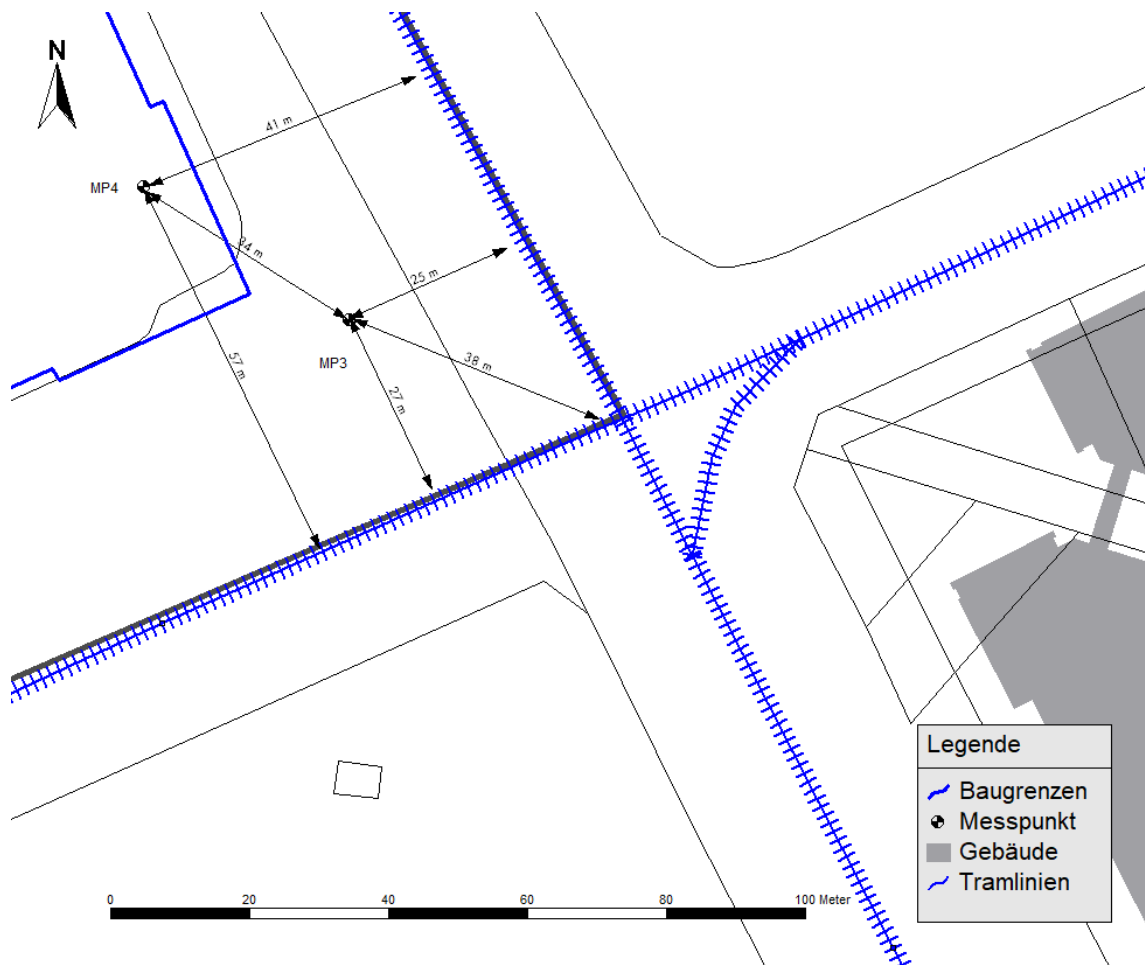 N
41 m
MP4
34 m
25 m
57 m
MP3
38 m
27 m
Legende
Baugrenzen
Messpunkt
Gebäude
Tramlinien
0 20 40 60 80 100 Meter